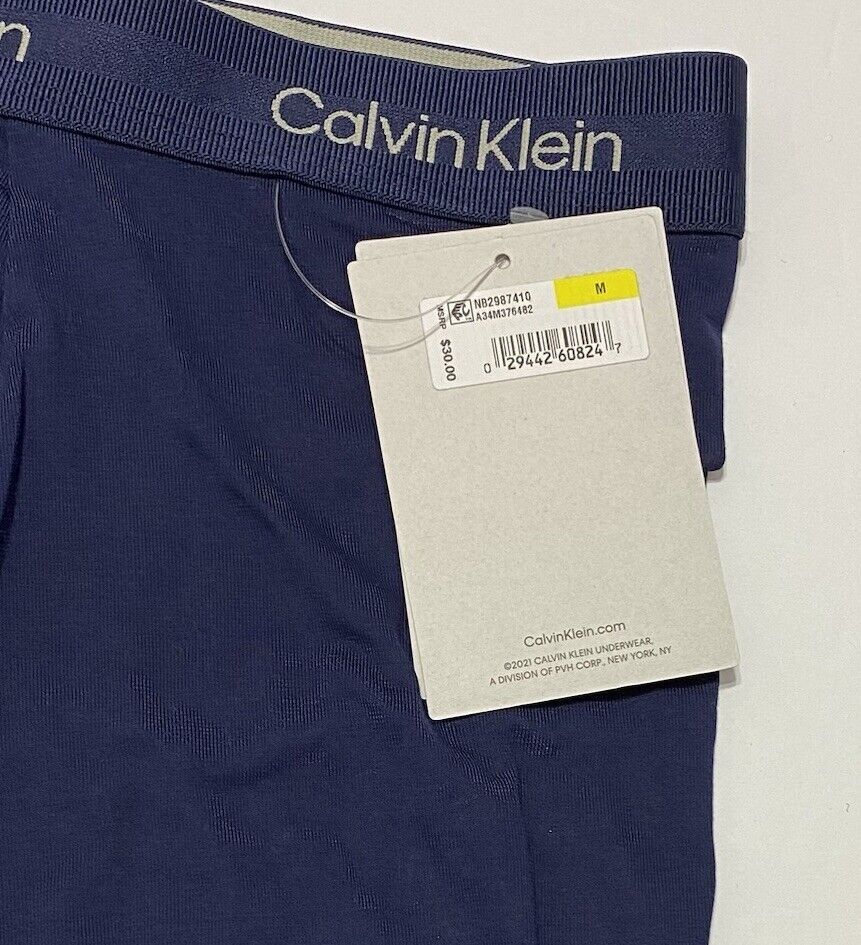 n
Calvin Klein
NB2987410
A34M376482
M
MSRP $30.00
0 29442 60824 7
CalvinKlein.com
©2021 CALVIN KLEIN UNDERWEAR,
A DIVISION OF PVH CORP., NEW YORK, NY